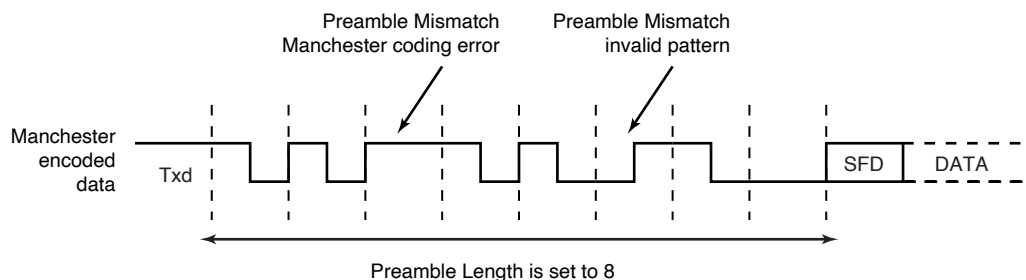 Preamble Mismatch
Manchester coding error
Preamble Mismatch
invalid pattern
Manchester
encoded
data
Txd
SFD
DATA
Preamble Length is set to 8